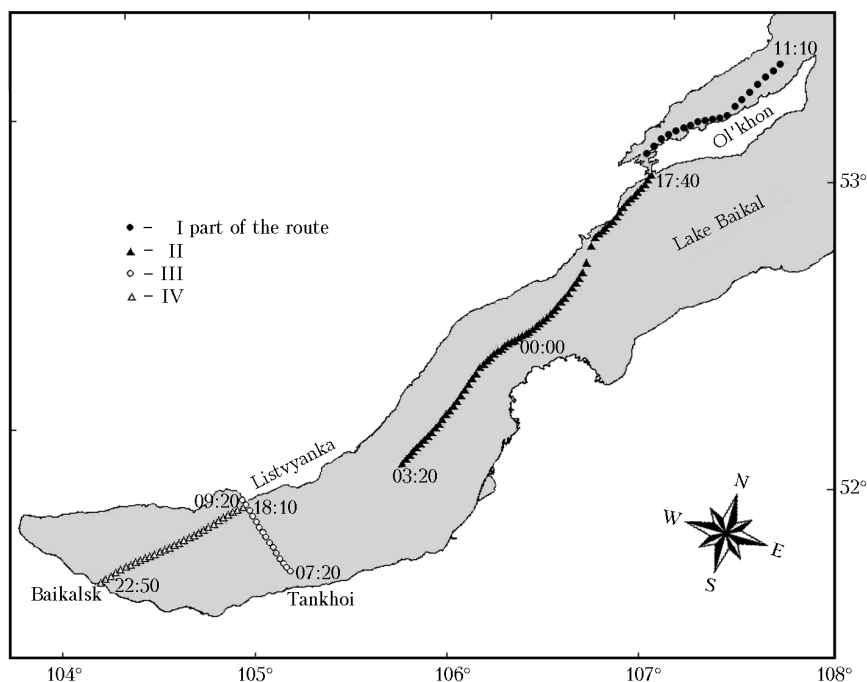 11:10
Ol'khon
53°
17:40
Lake Baikal
● – I part of the route
▲ – II
○ – III
△ – IV
00:00
Listvyanka
03:20
52°
09:20
18:10
N
W
E
S
07:20
22:50
Baikalsk
Tankhoi
104°
105°
106°
107°
108°